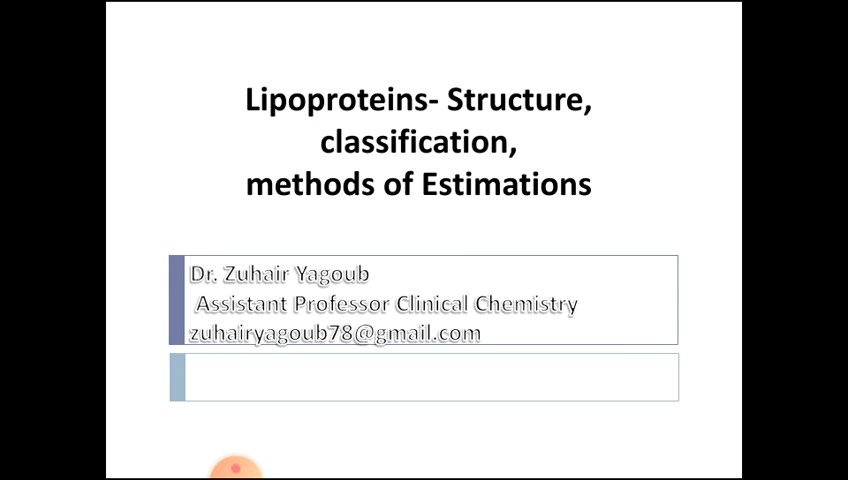 Lipoproteins- Structure,
classification,
methods of Estimations
Dr. Zuhair Yagoub
Assistant Professor Clinical Chemistry
zuhairyagoub78@gmail.com